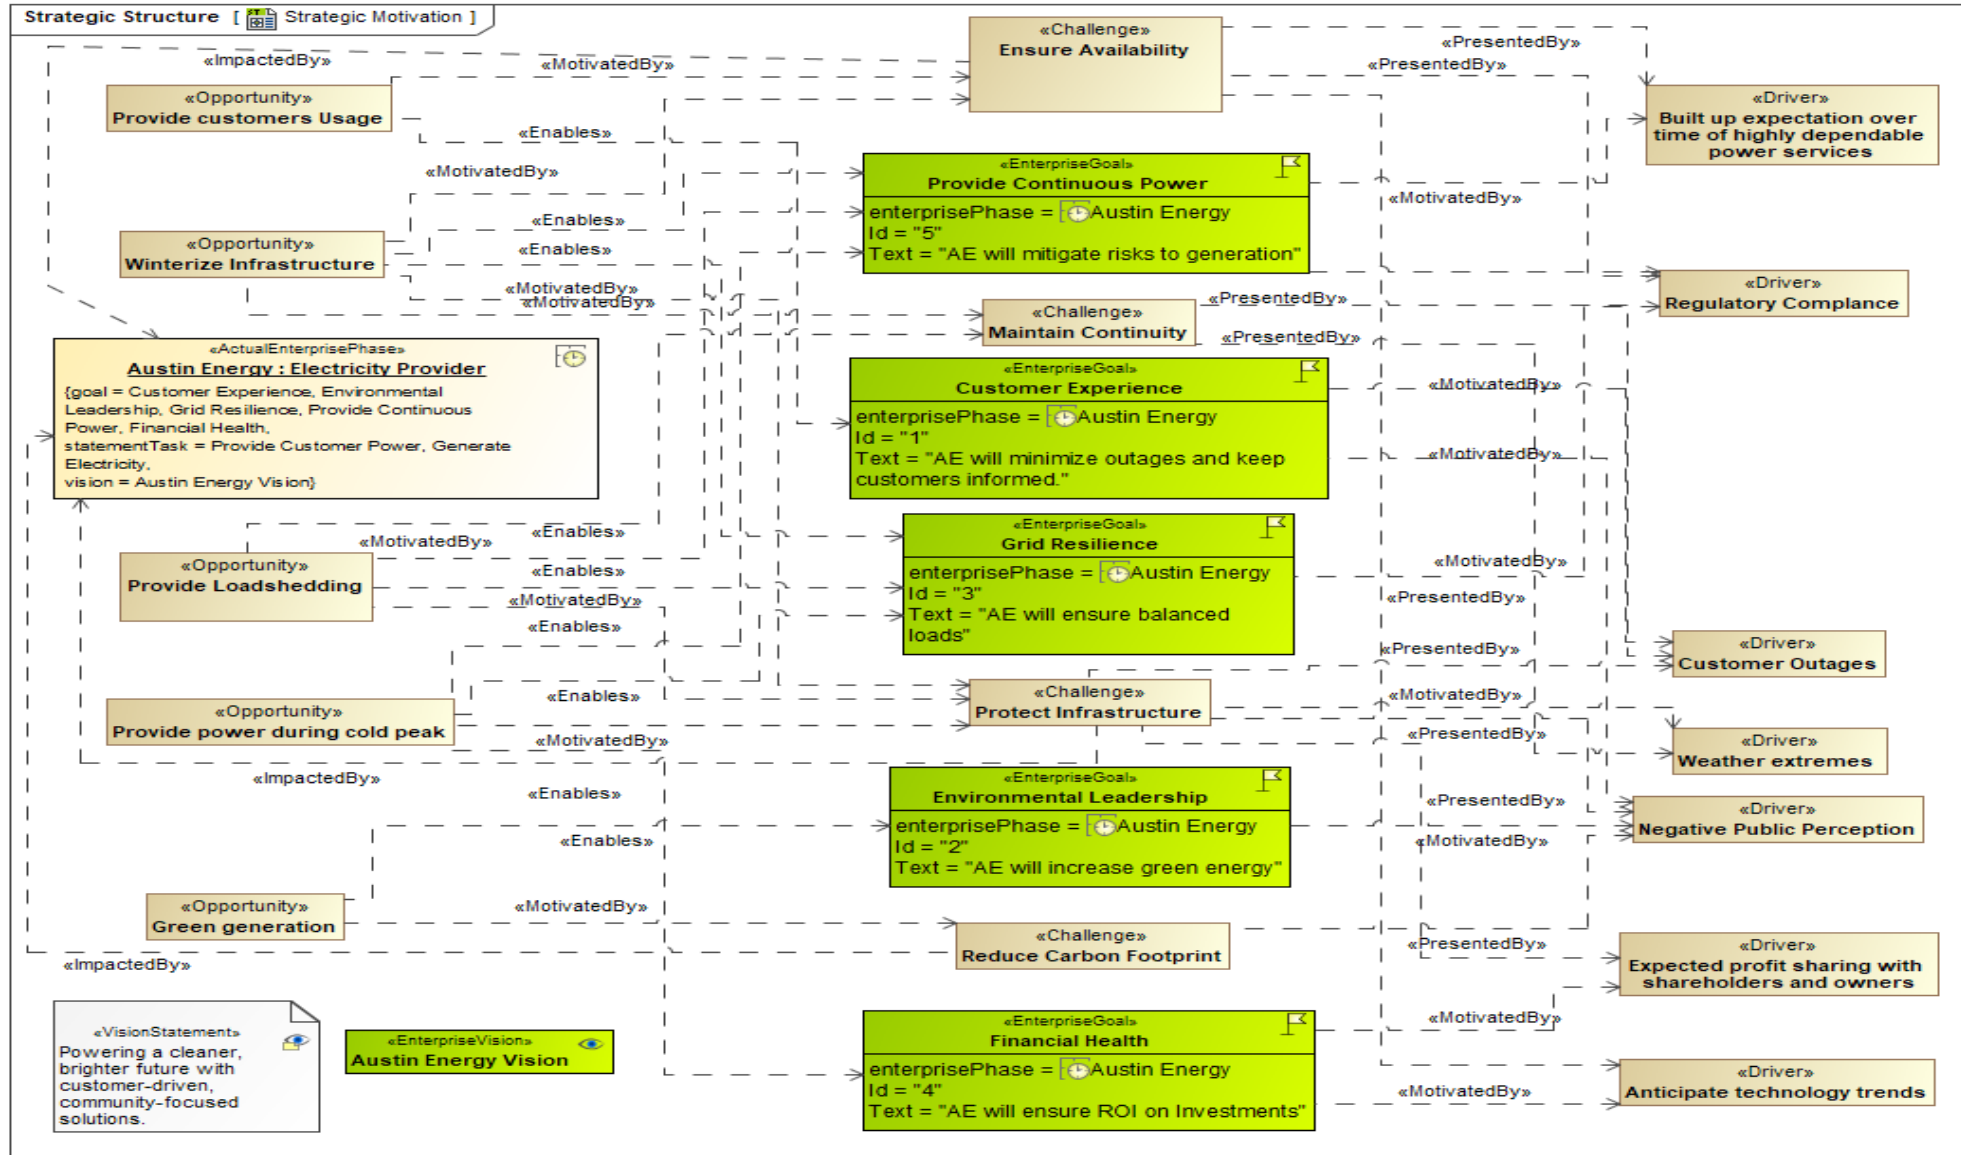 Strategic Structure [ Strategic Motivation ]
«Challenge»
Ensure Availability
«PresentedBy»
«ImpactedBy»
«MotivatedBy»
«PresentedBy»
«Opportunity»
Provide customers Usage
«Driver»
Built up expectation over
time of highly dependable
power services
«Enables»
«MotivatedBy»
«EnterpriseGoal»
Provide Continuous Power
enterprisePhase = Austin Energy
Id = "5"
Text = "AE will mitigate risks to generation"
«MotivatedBy»
«Enables»
«Opportunity»
Winterize Infrastructure
«Enables»
«MotivatedBy»
«MotivatedBy»
«Driver»
Regulatory Complance
«Challenge»
Maintain Continuity
«PresentedBy»
«PresentedBy»
«ActualEnterprisePhase»
Austin Energy : Electricity Provider
{goal = Customer Experience, Environmental
Leadership, Grid Resilience, Provide Continuous
Power, Financial Health,
statementTask = Provide Customer Power, Generate
Electricity,
vision = Austin Energy Vision}
«EnterpriseGoal»
Customer Experience
enterprisePhase = Austin Energy
Id = "1"
Text = "AE will minimize outages and keep
customers informed."
«MotivatedBy»
«MotivatedBy»
«Enables»
«MotivatedBy»
«Opportunity»
Provide Loadshedding
«Enables»
«MotivatedBy»
«Enables»
«EnterpriseGoal»
Grid Resilience
enterprisePhase = Austin Energy
Id = "3"
Text = "AE will ensure balanced
loads"
«MotivatedBy»
«PresentedBy»
«PresentedBy»
«Driver»
Customer Outages
«Opportunity»
Provide power during cold peak
«Enables»
«MotivatedBy»
«ImpactedBy»
«Challenge»
Protect Infrastructure
«MotivatedBy»
«PresentedBy»
«Driver»
Weather extremes
«Enables»
«Enables»
«EnterpriseGoal»
Environmental Leadership
enterprisePhase = Austin Energy
Id = "2"
Text = "AE will increase green energy"
«PresentedBy»
«MotivatedBy»
«Driver»
Negative Public Perception
«Opportunity»
Green generation
«MotivatedBy»
«ImpactedBy»
«Challenge»
Reduce Carbon Footprint
«PresentedBy»
«Driver»
Expected profit sharing with
shareholders and owners
«VisionStatement»
Powering a cleaner,
brighter future with
customer-driven,
community-focused
solutions.
«EnterpriseVision»
Austin Energy Vision
«EnterpriseGoal»
Financial Health
enterprisePhase = Austin Energy
Id = "4"
Text = "AE will ensure ROI on Investments"
«MotivatedBy»
«MotivatedBy»
«Driver»
Anticipate technology trends